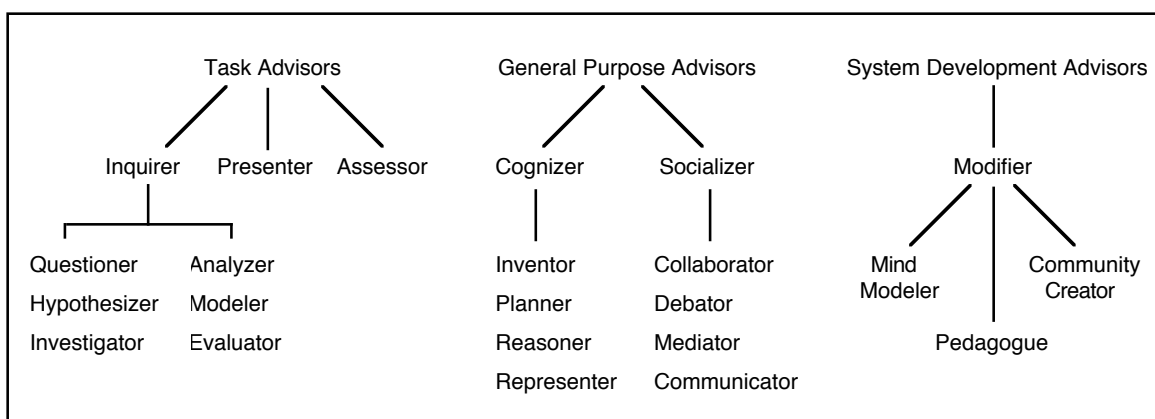 Task Advisors
General Purpose Advisors
System Development Advisors
Inquirer
Presenter
Assessor
Cognizer
Socializer
Modifier
Questioner
Hypothesizer
Investigator
Analyzer
Modeler
Evaluator
Inventor
Planner
Reasoner
Representer
Collaborator
Debator
Mediator
Communicator
Mind
Modeler
Pedagogue
Community
Creator